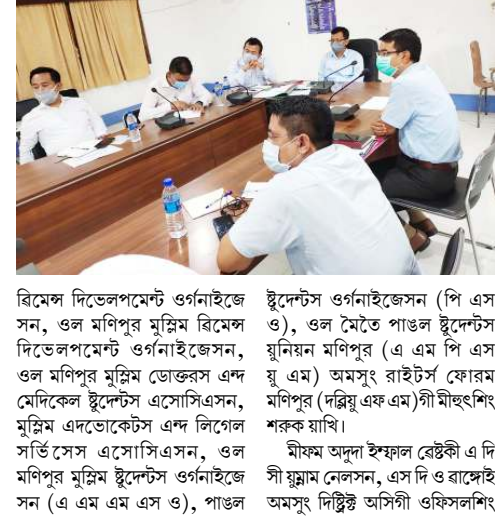 ৱিমেন্স দিভেলপমেন্ট ওর্গনাইজে
সন, ওল মণিপুর মুস্লিম ৱিমেন্স
দিভেলপমেন্ট ওর্গনাইজেসন,
ওল মণিপুর মুস্লিম ডোক্তরস এন্দ
মেদিকেল ষ্টুদেন্টস এসোসিএসন,
মুস্লিম এদভোকেটস এন্দ লিগেল
সর্ভিসেস এসোসিএসন, ওল
মণিপুর মুস্লিম ষ্টুদেন্টস ওর্গনাইজে
সন (এ এম এম এস ও), পাঙল
ষ্টুদেন্টস ওর্গনাইজেসন (পি এস
ও), ওল মৈতৈ পাঙল ষ্টুদেন্টস
য়ুনিয়ন মণিপুর (এ এম পি এস
য়ু এম) অমসুং রাইটর্স ফোরম
মণিপুর (দব্লিয়ু এফ এম)গী মীহুৎশিং
শরুক য়াখি।
মীফম অদুদা ইম্ফাল ৱেষ্টকী এ দি
সী য়ুম্নাম নেলসন, এস দি ও ৱাঙ্গোই
অমসুং দিষ্ট্রিক্ট অসিগী ওফিসলশিং